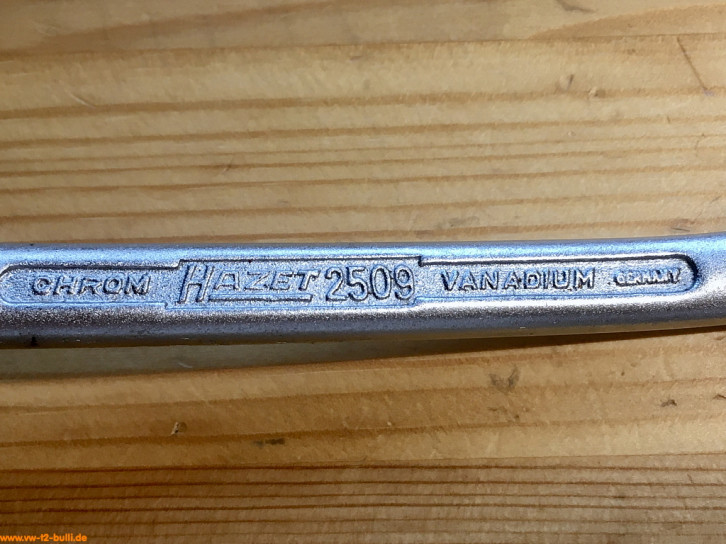 CHROM HAZET 2509 VANADIUM GERMANY
www.vw-t2-bulli.de